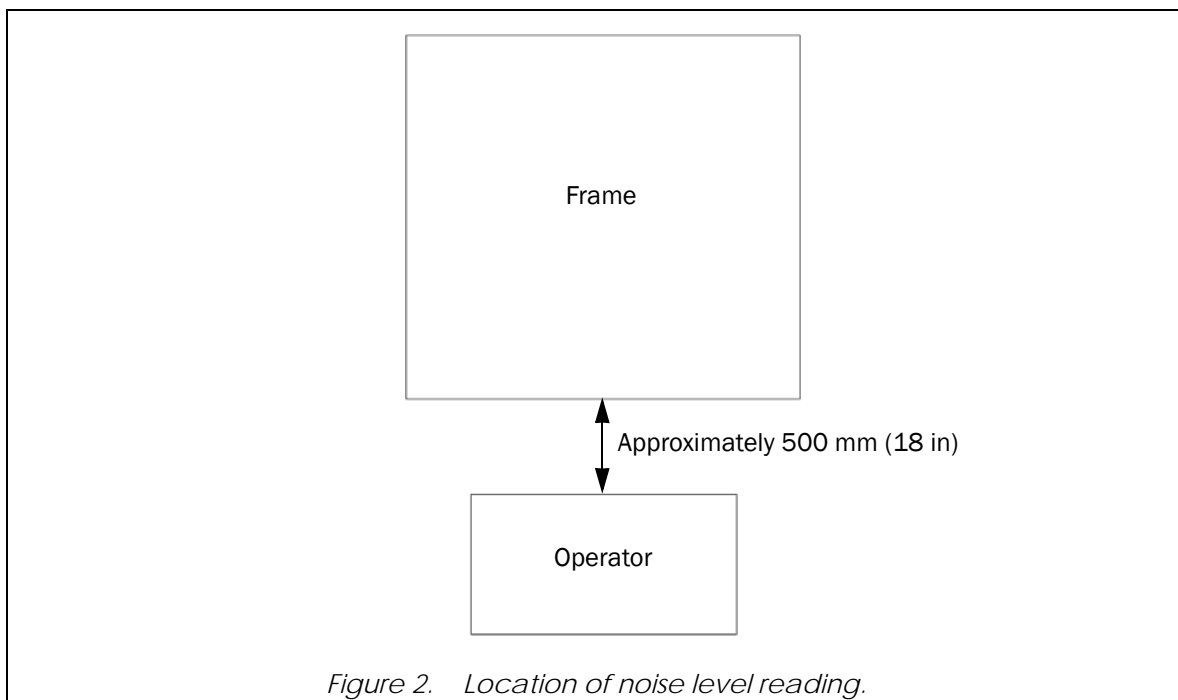 Frame
Approximately 500 mm (18 in)
Operator
Figure 2. Location of noise level reading.